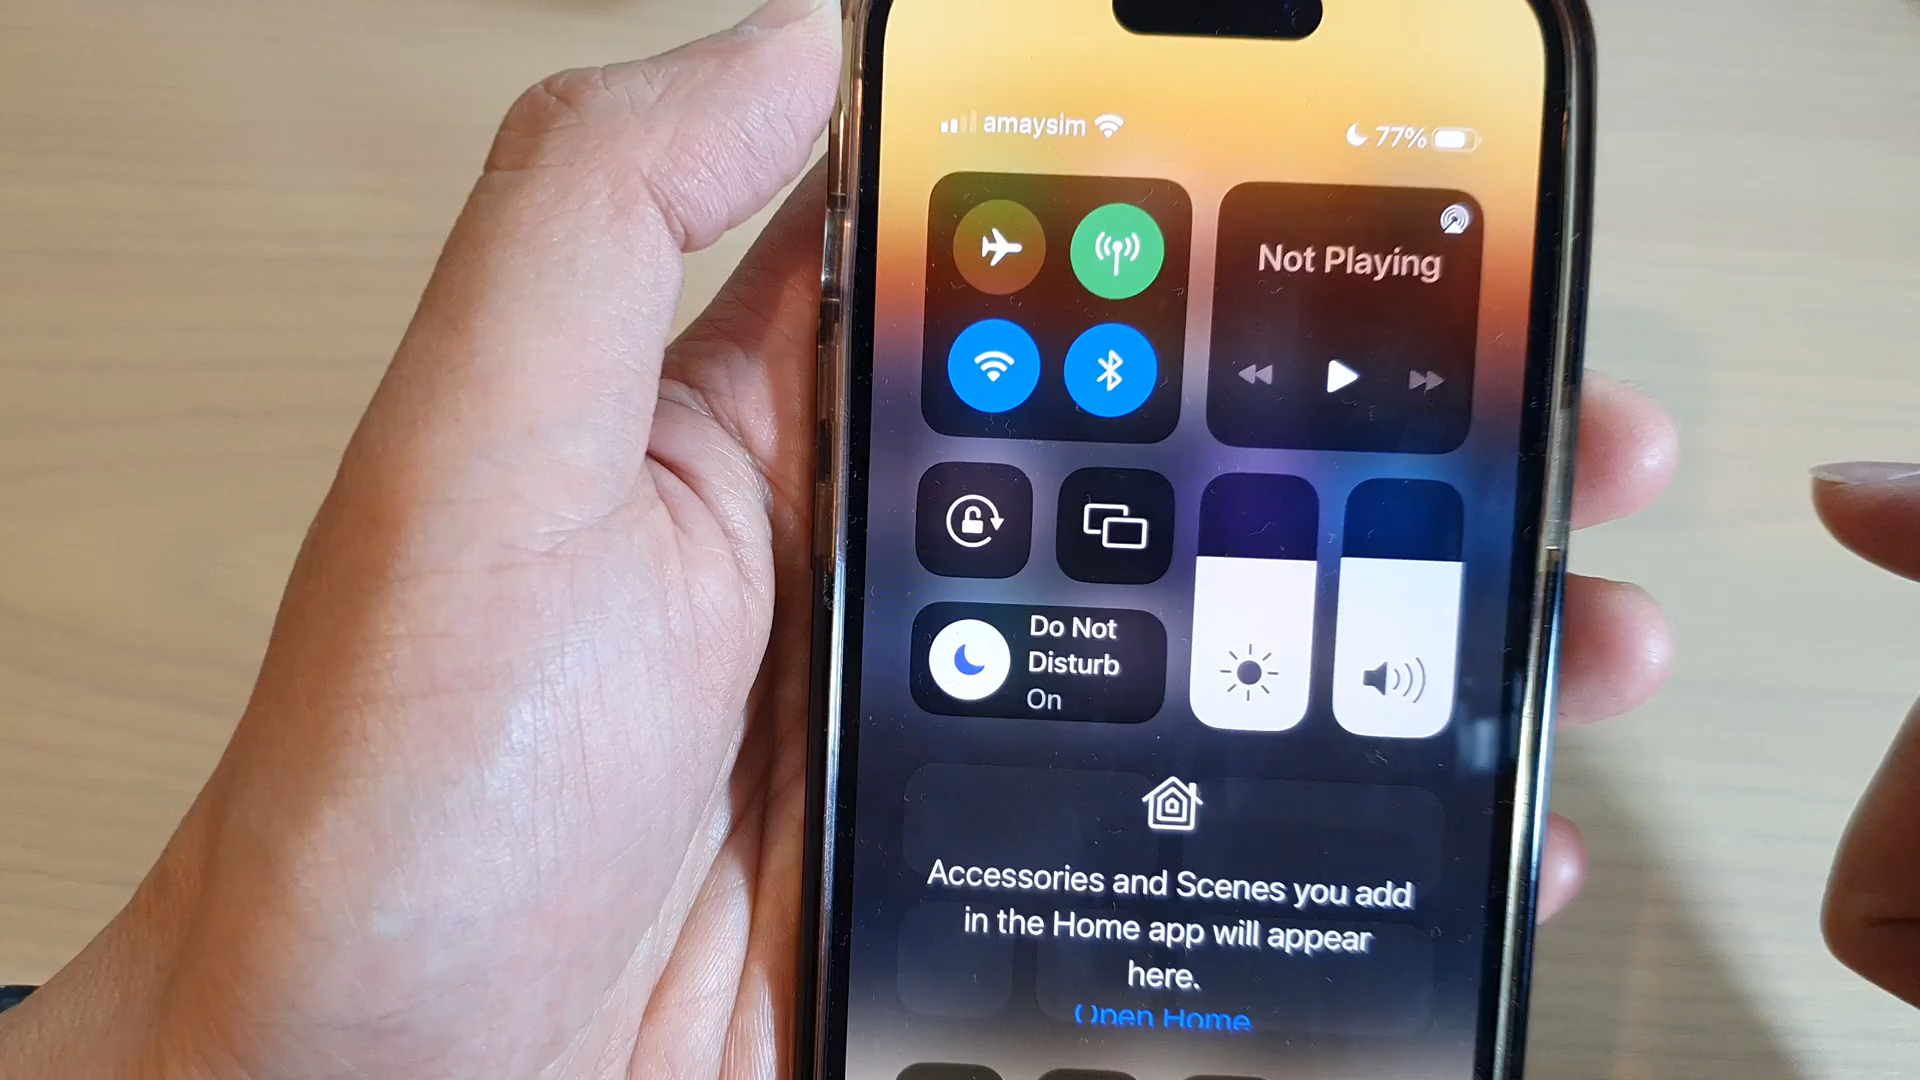 amaysim
77%
Not Playing
Do Not
Disturb
On
Accessories and Scenes you add
in the Home app will appear
here.
Open Home